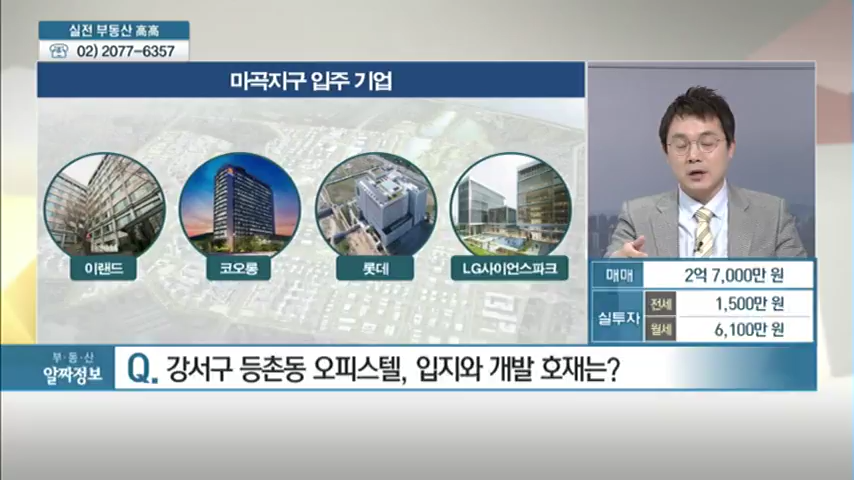 실전 부동산 高高
02) 2077-6357
마곡지구 입주 기업
이랜드
코오롱
롯데
LG사이언스파크
매매 2억 7,000만 원
실투자
전세 1,500만 원
월세 6,100만 원
부·동·산
알짜정보
Q. 강서구 등촌동 오피스텔, 입지와 개발 호재는?